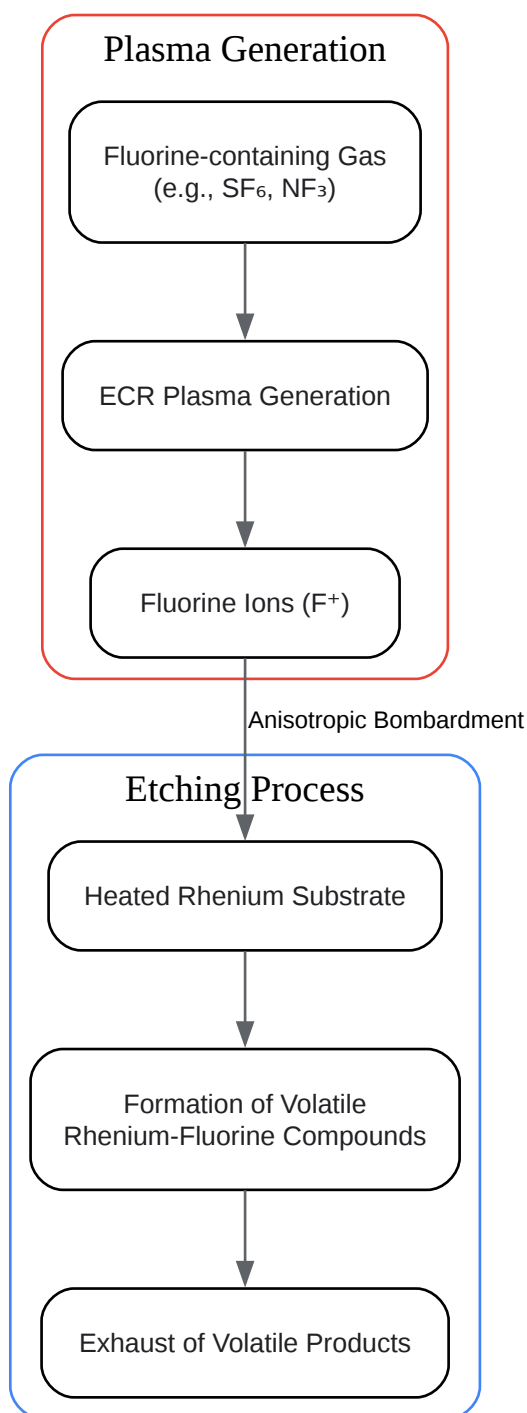 Plasma Generation
Fluorine-containing Gas
(e.g., SF₆, NF₃)
ECR Plasma Generation
Fluorine Ions (F⁺)
Anisotropic Bombardment
Etching Process
Heated Rhenium Substrate
Formation of Volatile
Rhenium-Fluorine Compounds
Exhaust of Volatile Products